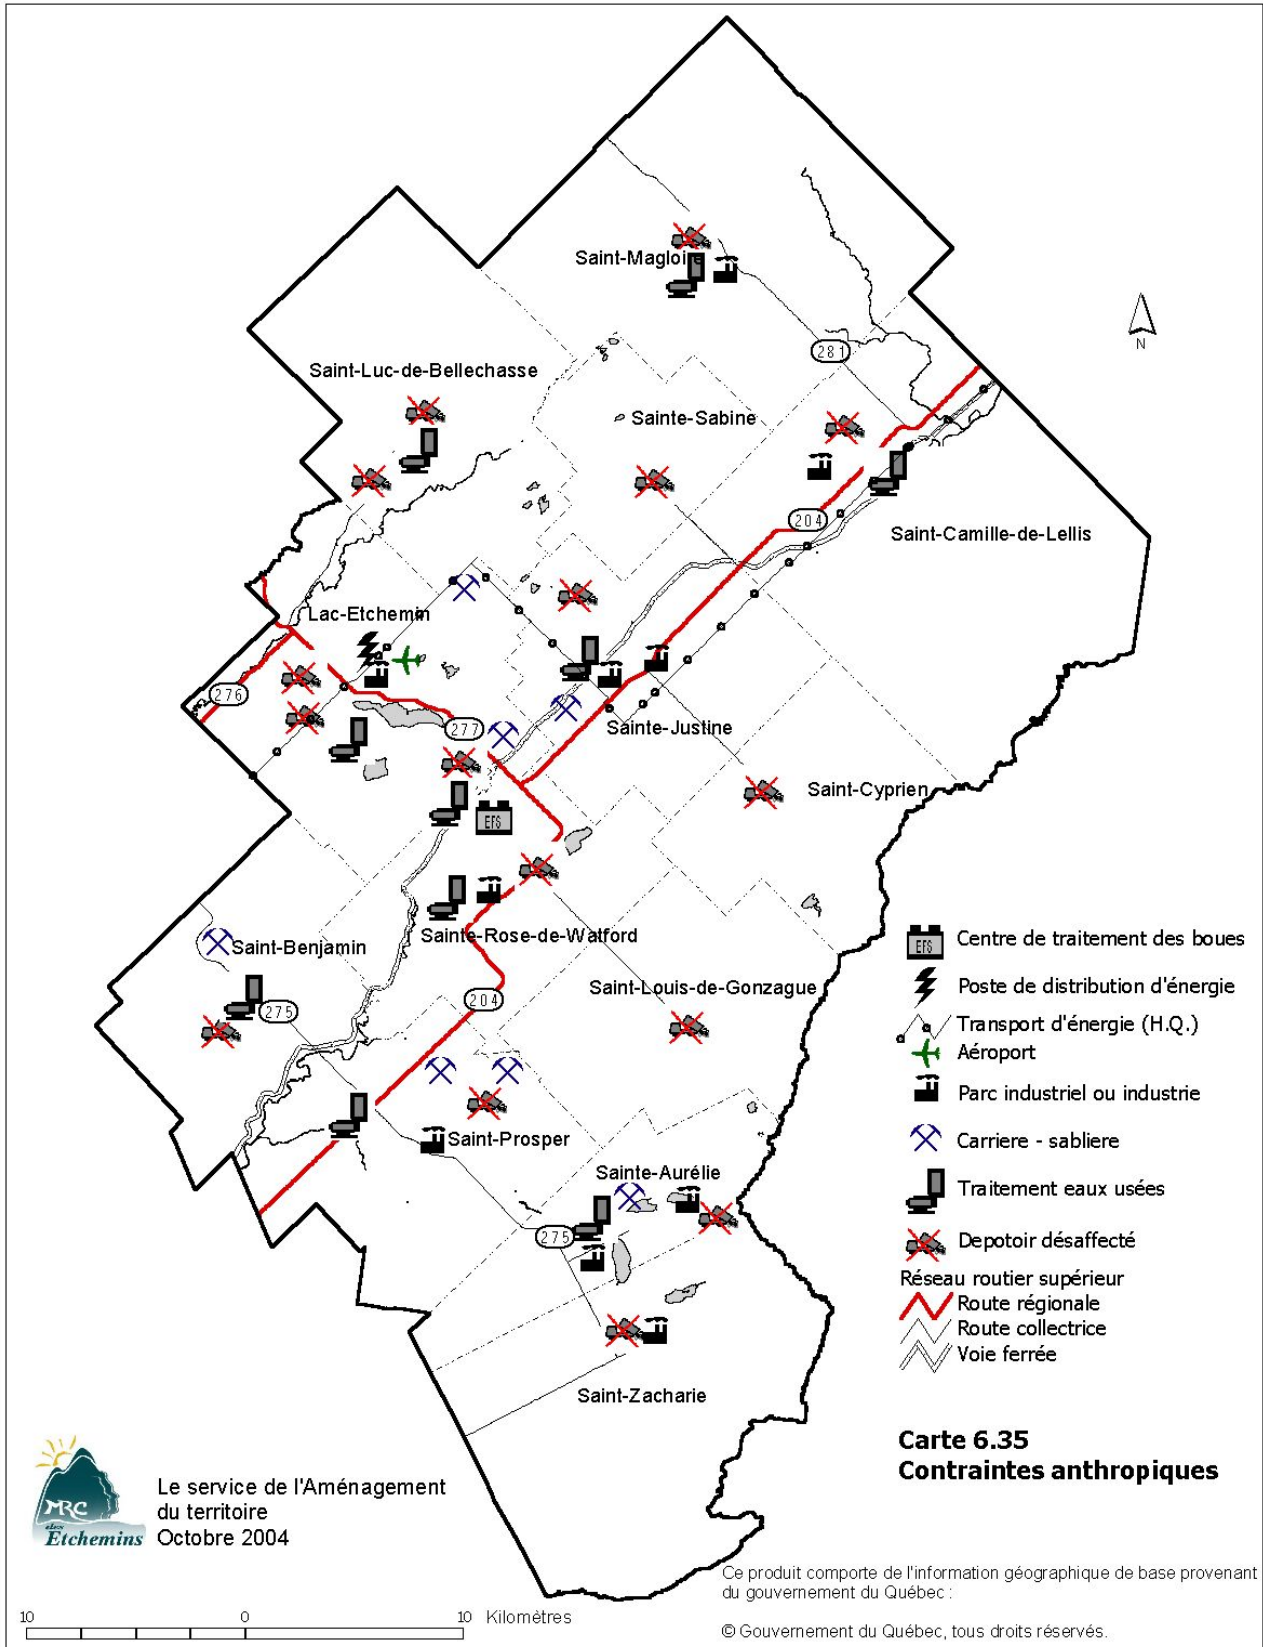 Saint-Magloire
281
Saint-Luc-de-Bellechasse
Sainte-Sabine
204
Saint-Camille-de-Lellis
N
Lac-Etchemin
276
277
Sainte-Justine
Saint-Cyprien
EFS
Saint-Benjamin
Sainte-Rose-de-Watford
Saint-Louis-de-Gonzague
204
275
Saint-Prosper
Sainte-Aurélie
275
Saint-Zacharie
EFS
Centre de traitement des boues
Poste de distribution d'énergie
Transport d'énergie (H.Q.)
Aéroport
Parc industriel ou industrie
Carriere - sabliere
Traitement eaux usées
Depotoir désaffecté
Réseau routier supérieur
Route régionale
Route collectrice
Voie ferrée
Carte 6.35
Contraintes anthropiques
MRC
Etchemins
Le service de l'Aménagement
du territoire
Octobre 2004
Ce produit comporte de l'information géographique de base provenant
du gouvernement du Québec :
© Gouvernement du Québec, tous droits réservés.
10 0 10 Kilomètres